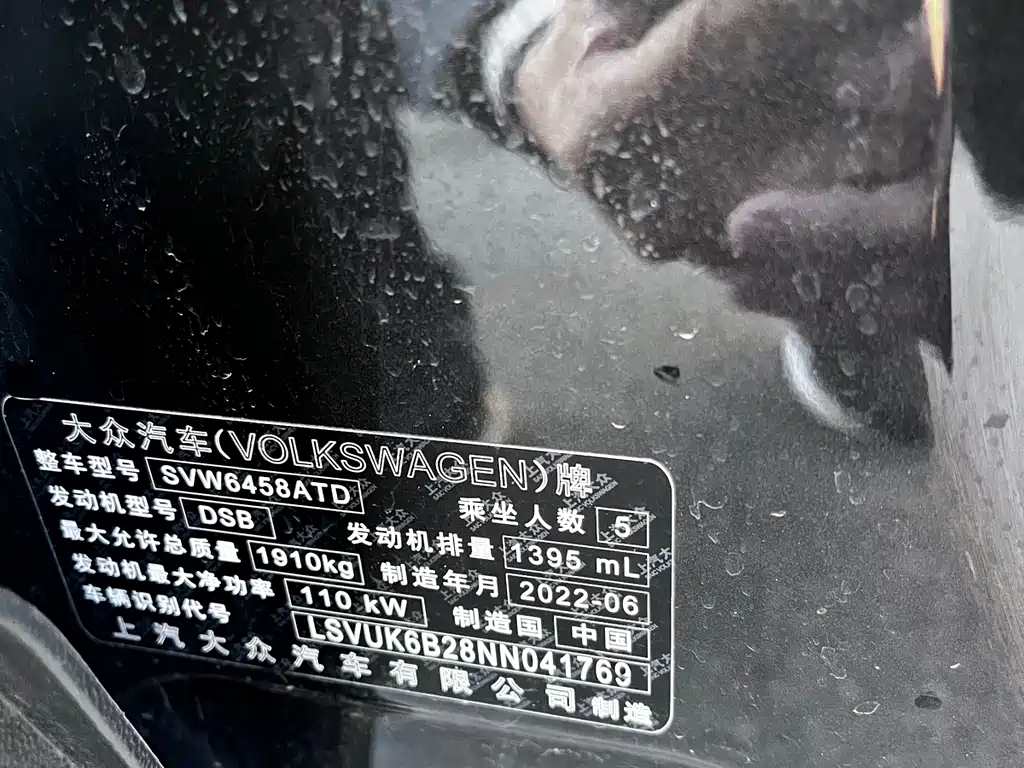 大众汽车(VOLKSWAGEN)牌
整车型号 SVW6458ATD 乘坐人数 5
发动机型号 DSB 发动机排量 1395 mL
最大允许总质量 1910kg 制造年月 2022.06
发动机最大净功率 110 kW 制造国 中国
车辆识别代号 LSVUK6B28NN041769
上汽大众汽车有限公司 制造